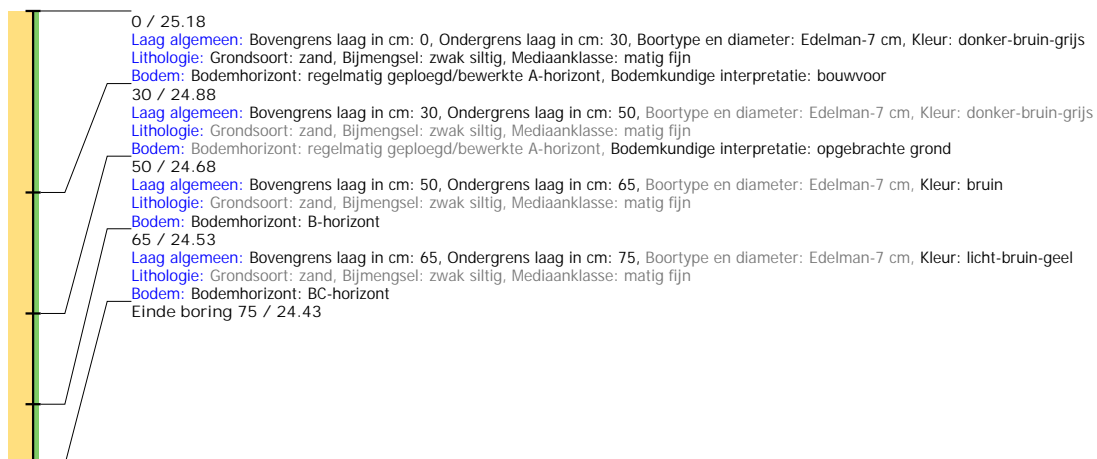 0 / 25.18
Laag algemeen: Bovengrens laag in cm: 0, Ondergrens laag in cm: 30, Boortype en diameter: Edelman-7 cm, Kleur: donker-bruin-grijs
Lithologie: Grondsoort: zand, Bijmengsel: zwak siltig, Mediaanklasse: matig fijn
Bodem: Bodemhorizont: regelmatig geploegd/bewerkte A-horizont, Bodemkundige interpretatie: bouwvoor
30 / 24.88
Laag algemeen: Bovengrens laag in cm: 30, Ondergrens laag in cm: 50, Boortype en diameter: Edelman-7 cm, Kleur: donker-bruin-grijs
Lithologie: Grondsoort: zand, Bijmengsel: zwak siltig, Mediaanklasse: matig fijn
Bodem: Bodemhorizont: regelmatig geploegd/bewerkte A-horizont, Bodemkundige interpretatie: opgebrachte grond
50 / 24.68
Laag algemeen: Bovengrens laag in cm: 50, Ondergrens laag in cm: 65, Boortype en diameter: Edelman-7 cm, Kleur: bruin
Lithologie: Grondsoort: zand, Bijmengsel: zwak siltig, Mediaanklasse: matig fijn
Bodem: Bodemhorizont: B-horizont
65 / 24.53
Laag algemeen: Bovengrens laag in cm: 65, Ondergrens laag in cm: 75, Boortype en diameter: Edelman-7 cm, Kleur: licht-bruin-geel
Lithologie: Grondsoort: zand, Bijmengsel: zwak siltig, Mediaanklasse: matig fijn
Bodem: Bodemhorizont: BC-horizont
Einde boring 75 / 24.43